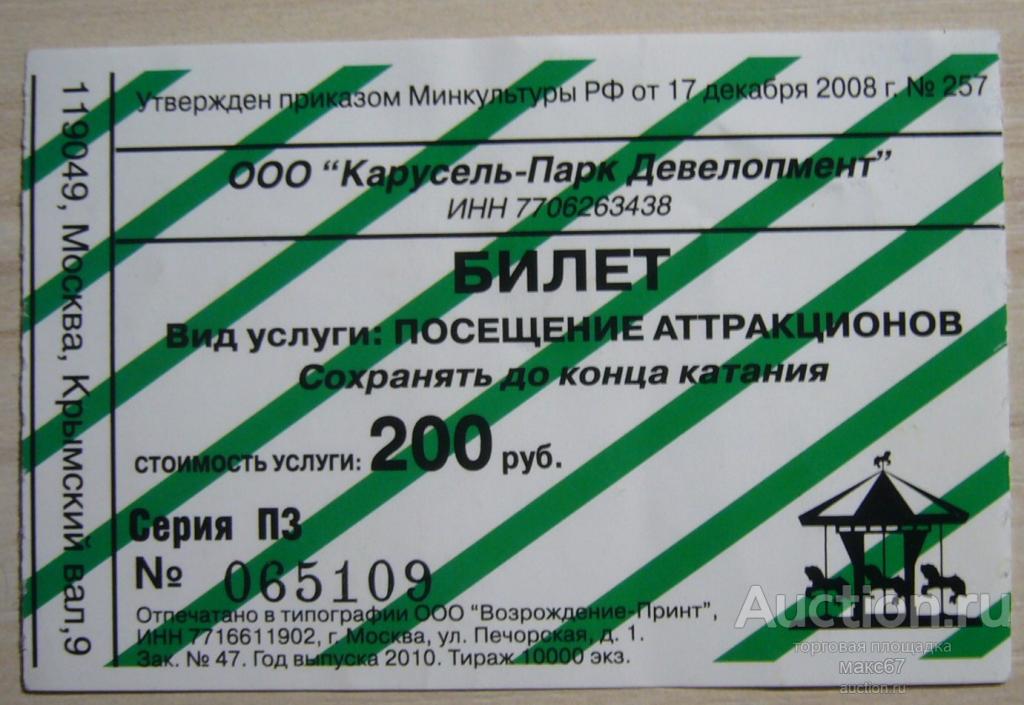 Утвержден приказом Минкультуры РФ от 17 декабря 2008 г. № 257
ООО "Карусель-Парк Девелопмент"
ИНН 7706263438
БИЛЕТ
Вид услуги: ПОСЕЩЕНИЕ АТТРАКЦИОНОВ
Сохранять до конца катания
СТОИМОСТЬ УСЛУГИ: 200 руб.
Серия ПЗ
№ 065109
Отпечатано в типографии ООО "Возрождение-Принт",
ИНН 7716611902, г. Москва, ул. Печорская, д. 1.
Зак. № 47. Год выпуска 2010. Тираж 10000 экз.
119049, Москва, Крымский вал,9
Auction.ru
торговая площадка
макс67
auction.ru